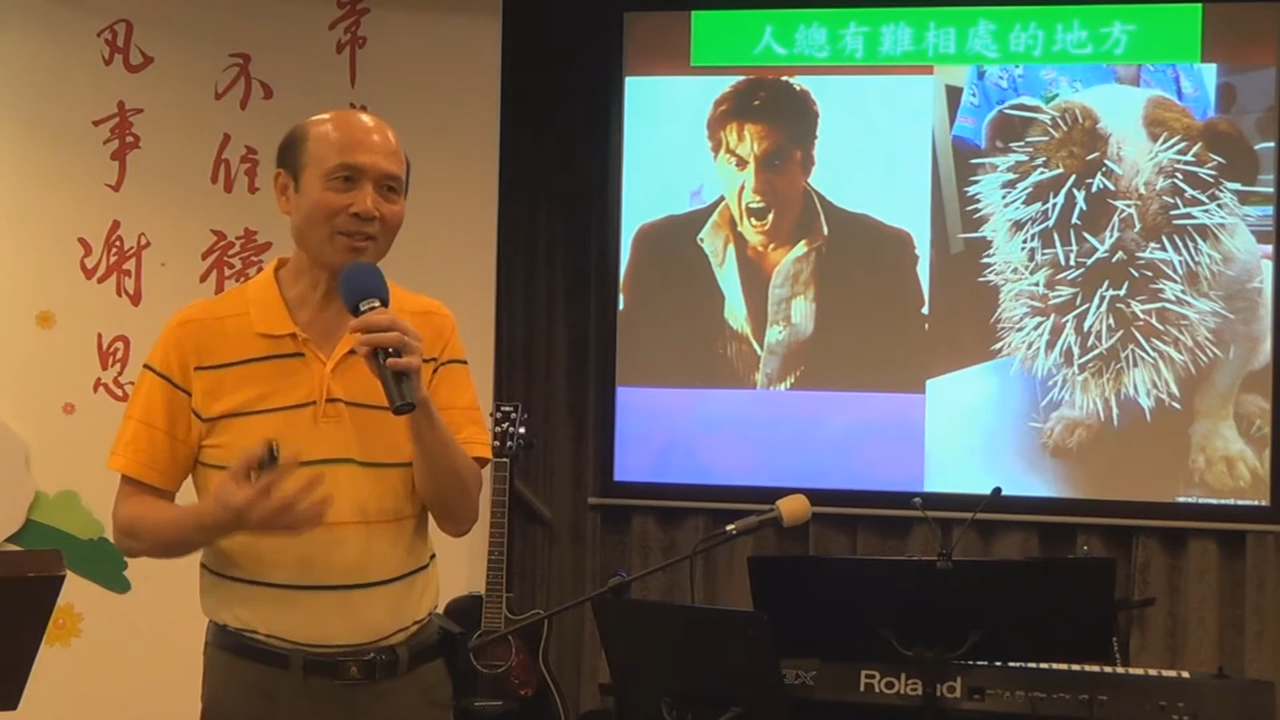 常
不住禱
凡事謝恩
人總有難相處的地方
Roland